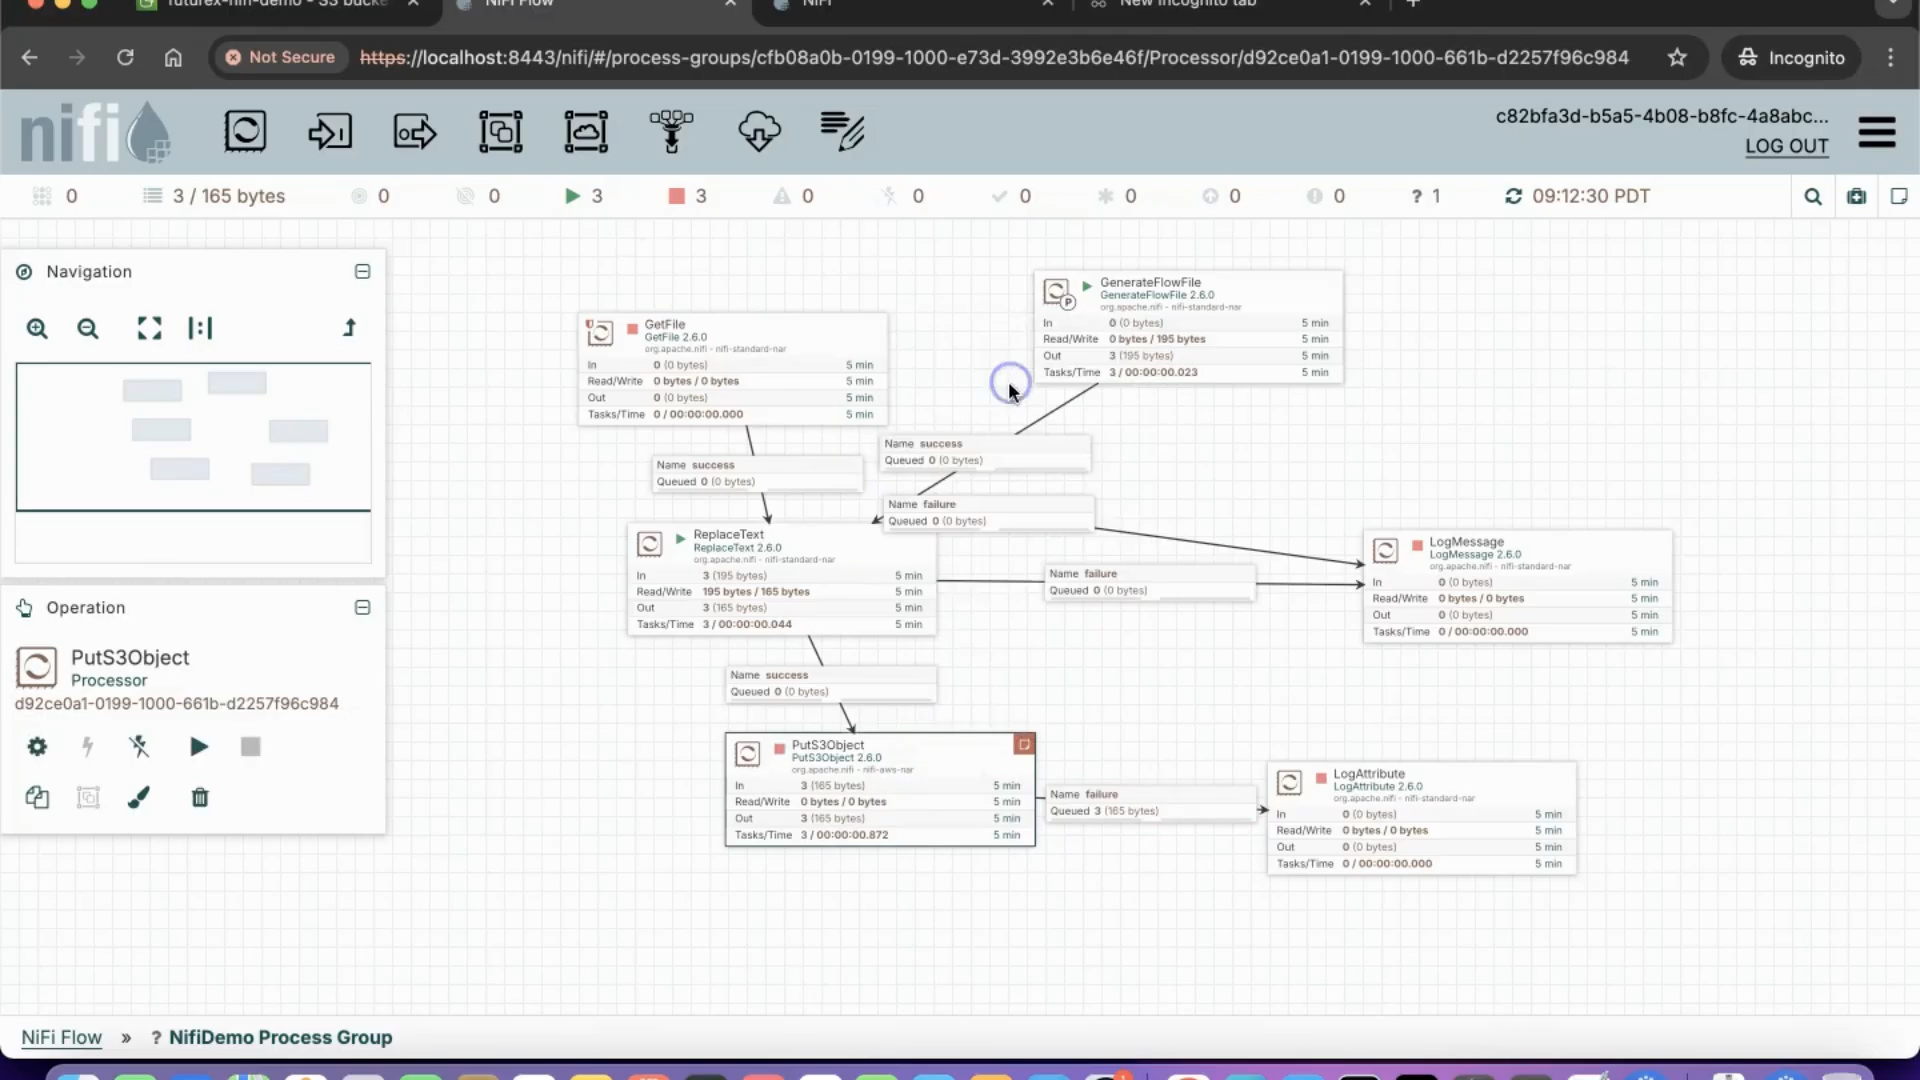 futurex-nifi-demo - S3 bucke
NiFi Flow
NiFi
New Incognito tab
Not Secure
https://localhost:8443/nifi/#/process-groups/cfb08a0b-0199-1000-e73d-3992e3b6e46f/Processor/d92ce0a1-0199-1000-661b-d2257f96c984
Incognito
nifi
c82bfa3d-b5a5-4b08-b8fc-4a8abc...
LOG OUT
0
3 / 165 bytes
0
0
3
3
0
0
0
0
0
0
? 1
09:12:30 PDT
Navigation
Operation
PutS3Object
Processor
d92ce0a1-0199-1000-661b-d2257f96c984
GetFile
GetFile 2.6.0
org.apache.nifi - nifi-standard-nar
In 0 (0 bytes) 5 min
Read/Write 0 bytes / 0 bytes 5 min
Out 0 (0 bytes) 5 min
Tasks/Time 0 / 00:00:00.000 5 min
P
GenerateFlowFile
GenerateFlowFile 2.6.0
org.apache.nifi - nifi-standard-nar
In 0 (0 bytes) 5 min
Read/Write 0 bytes / 195 bytes 5 min
Out 3 (195 bytes) 5 min
Tasks/Time 3 / 00:00:00.023 5 min
Name success
Queued 0 (0 bytes)
Name success
Queued 0 (0 bytes)
Name failure
Queued 0 (0 bytes)
ReplaceText
ReplaceText 2.6.0
org.apache.nifi - nifi-standard-nar
In 3 (195 bytes) 5 min
Read/Write 195 bytes / 165 bytes 5 min
Out 3 (165 bytes) 5 min
Tasks/Time 3 / 00:00:00.044 5 min
Name failure
Queued 0 (0 bytes)
LogMessage
LogMessage 2.6.0
org.apache.nifi - nifi-standard-nar
In 0 (0 bytes) 5 min
Read/Write 0 bytes / 0 bytes 5 min
Out 0 (0 bytes) 5 min
Tasks/Time 0 / 00:00:00.000 5 min
Name success
Queued 0 (0 bytes)
PutS3Object
PutS3Object 2.6.0
org.apache.nifi - nifi-aws-nar
In 3 (165 bytes) 5 min
Read/Write 0 bytes / 0 bytes 5 min
Out 3 (165 bytes) 5 min
Tasks/Time 3 / 00:00:00.872 5 min
Name failure
Queued 3 (165 bytes)
LogAttribute
LogAttribute 2.6.0
org.apache.nifi - nifi-standard-nar
In 0 (0 bytes) 5 min
Read/Write 0 bytes / 0 bytes 5 min
Out 0 (0 bytes) 5 min
Tasks/Time 0 / 00:00:00.000 5 min
NiFi Flow » ? NifiDemo Process Group